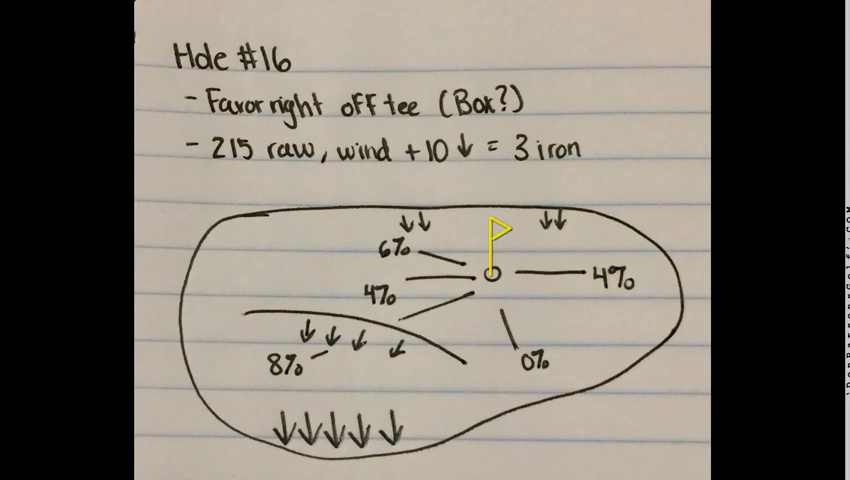 Hole #16
- Favor right off tee (Box?)
- 215 raw, wind +10 ↓ = 3 iron
6%
4%
4%
8%
0%